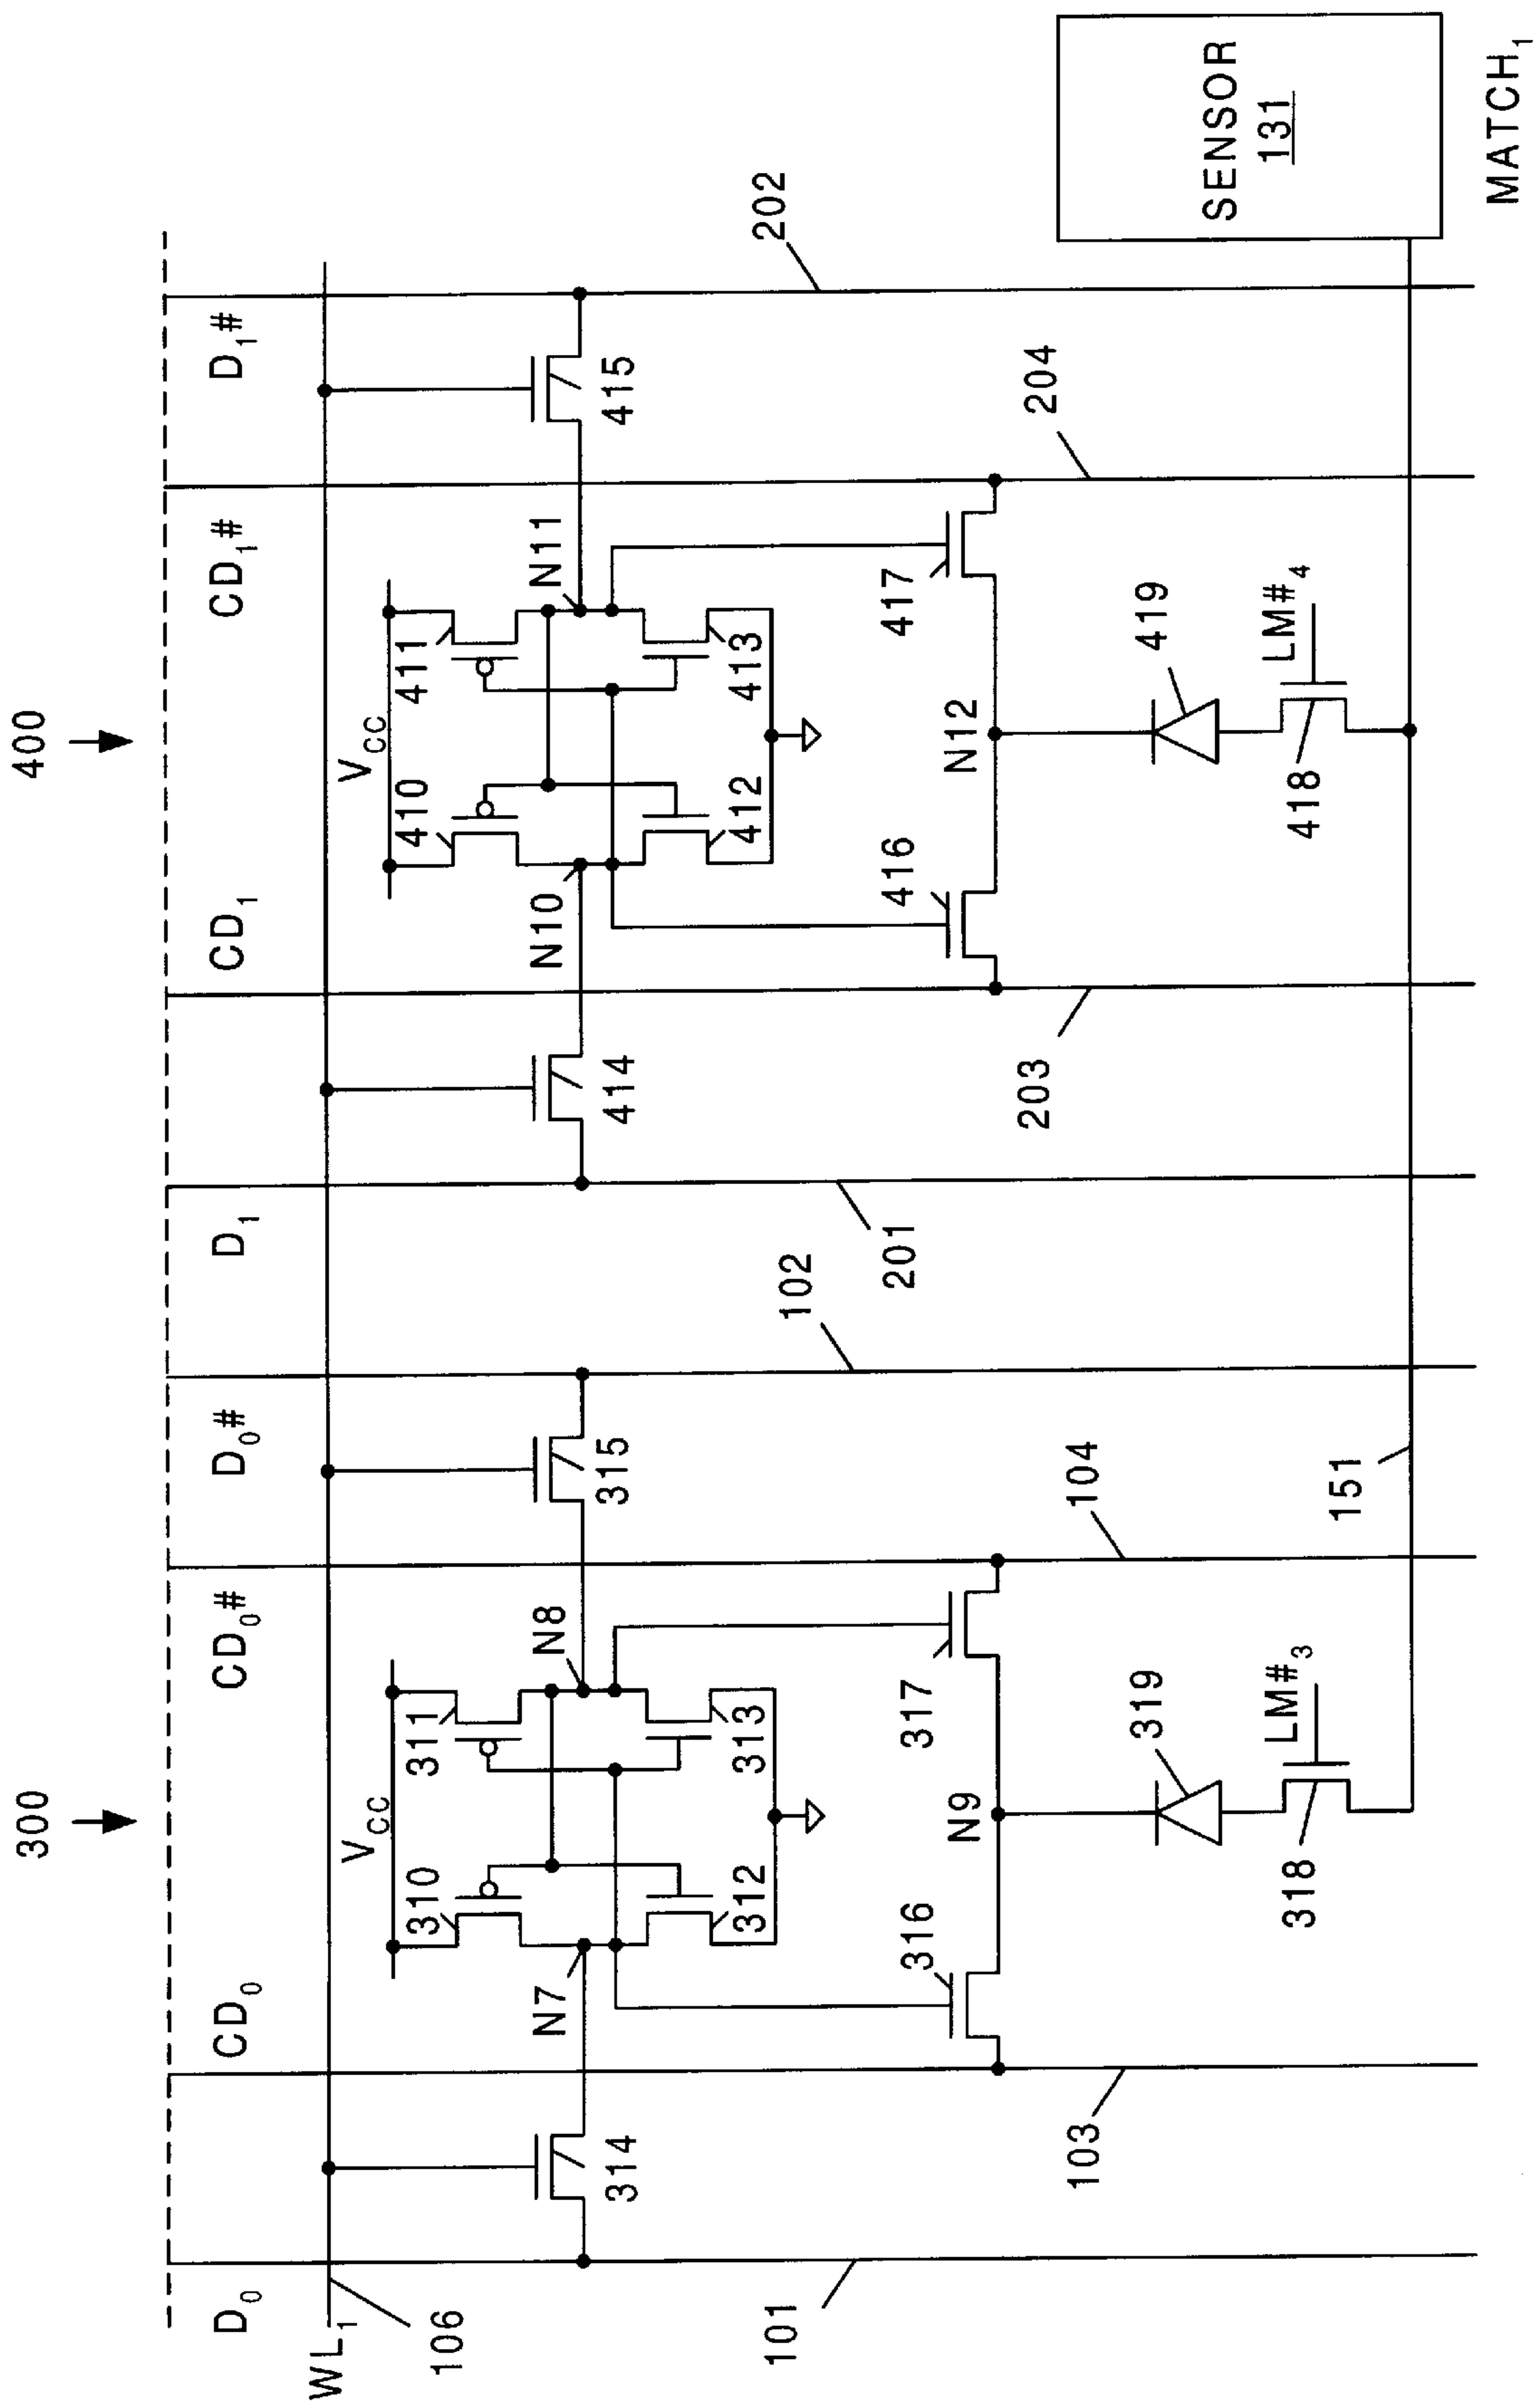 300
400
D0
CD0
CD0#
D0#
D1
CD1
CD1#
D1#
WL1
106
VCC
VCC
310
311
410
411
N7
N8
N10
N11
314
315
414
415
312
313
412
413
101
102
201
202
316
317
416
417
N9
N12
103
104
203
204
319
419
LM#3
LM#4
318
418
151
SENSOR
131
MATCH1